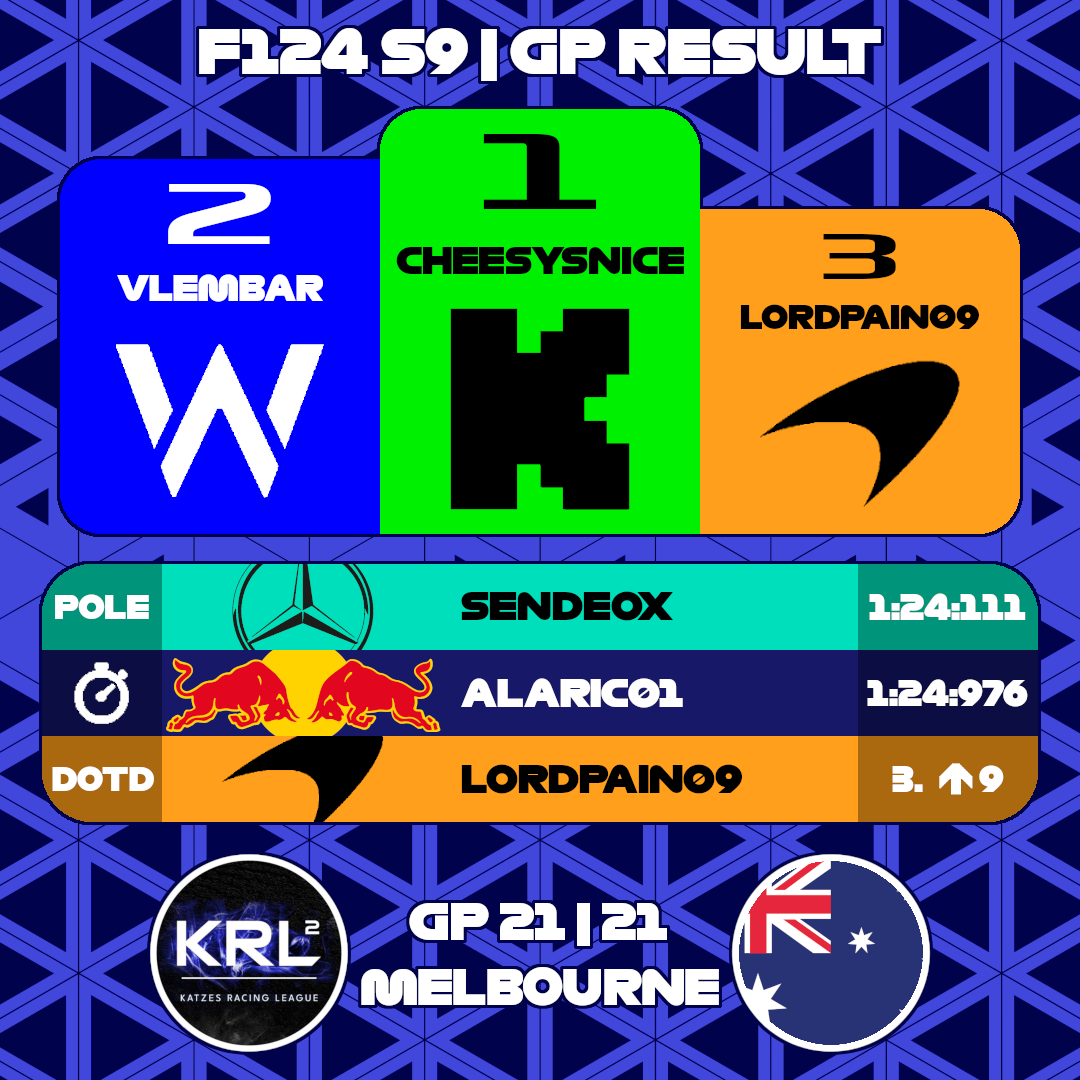 F124 S9 | GP RESULT
2
VLEMBAR
W
1
CHEESYSNICE
K
3
LORDPAIN09
POLE SENDEOX 1:24:111
ALARIC01 1:24:976
DOTD LORDPAIN09 3. ↑9
KRL²
KATZES RACING LEAGUE
GP 21 | 21
MELBOURNE